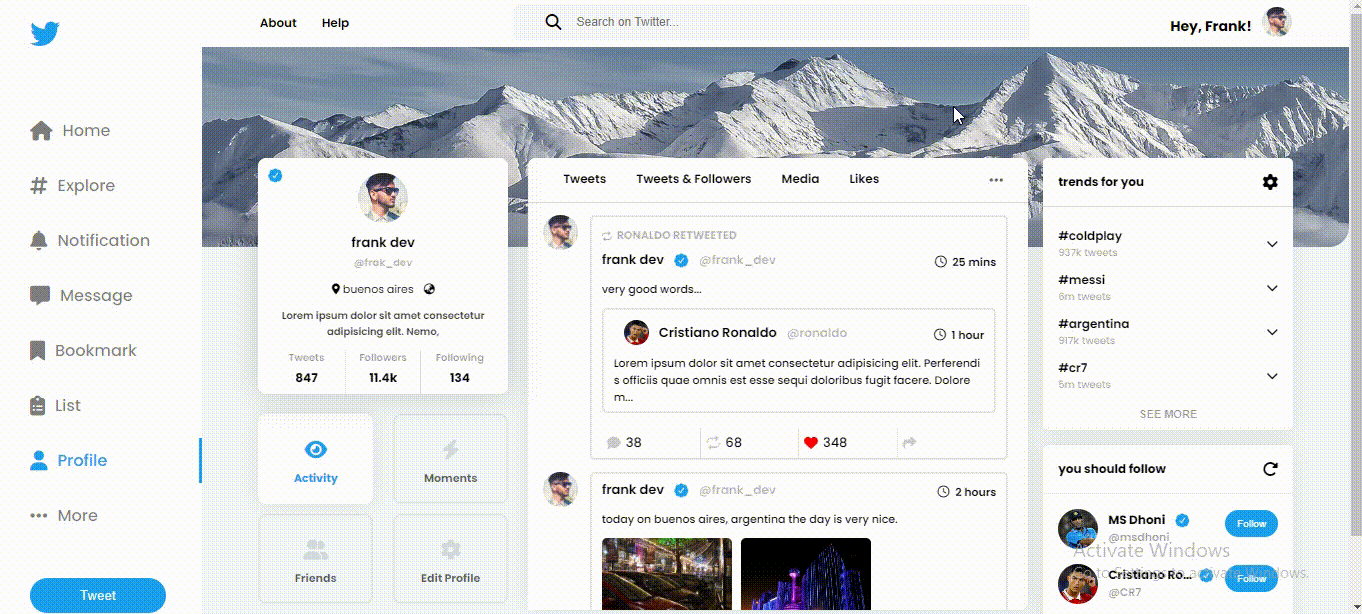 About
Help
Search on Twitter...
Hey, Frank!
Home
Explore
Notification
Message
Bookmark
List
Profile
More
Tweet
frank dev
@frak_dev
buenos aires
Lorem ipsum dolor sit amet consectetur
adipisicing elit. Nemo,
Tweets
Followers
Following
847
11.4k
134
Activity
Moments
Friends
Edit Profile
Tweets
Tweets & Followers
Media
Likes
RONALDO RETWEETED
frank dev @frank_dev 25 mins
very good words...
Cristiano Ronaldo @ronaldo 1 hour
Lorem ipsum dolor sit amet consectetur adipisicing elit. Perferendi
s officiis quae omnis est esse sequi doloribus fugit facere. Dolore
m...
38
68
348
frank dev @frank_dev 2 hours
today on buenos aires, argentina the day is very nice.
trends for you
#coldplay
937k tweets
#messi
6m tweets
#argentina
917k tweets
#cr7
5m tweets
SEE MORE
you should follow
MS Dhoni
@msdhoni
Follow
Cristiano Ro...
@CR7
Follow
Activate Windows
Go to Settings to activate Windows.